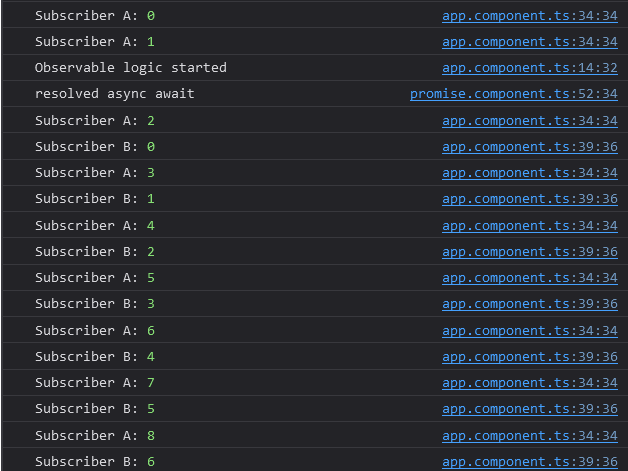 Subscriber A: 0 app.component.ts:34:34
Subscriber A: 1 app.component.ts:34:34
Observable logic started app.component.ts:14:32
resolved async await promise.component.ts:52:34
Subscriber A: 2 app.component.ts:34:34
Subscriber B: 0 app.component.ts:39:36
Subscriber A: 3 app.component.ts:34:34
Subscriber B: 1 app.component.ts:39:36
Subscriber A: 4 app.component.ts:34:34
Subscriber B: 2 app.component.ts:39:36
Subscriber A: 5 app.component.ts:34:34
Subscriber B: 3 app.component.ts:39:36
Subscriber A: 6 app.component.ts:34:34
Subscriber B: 4 app.component.ts:39:36
Subscriber A: 7 app.component.ts:34:34
Subscriber B: 5 app.component.ts:39:36
Subscriber A: 8 app.component.ts:34:34
Subscriber B: 6 app.component.ts:39:36